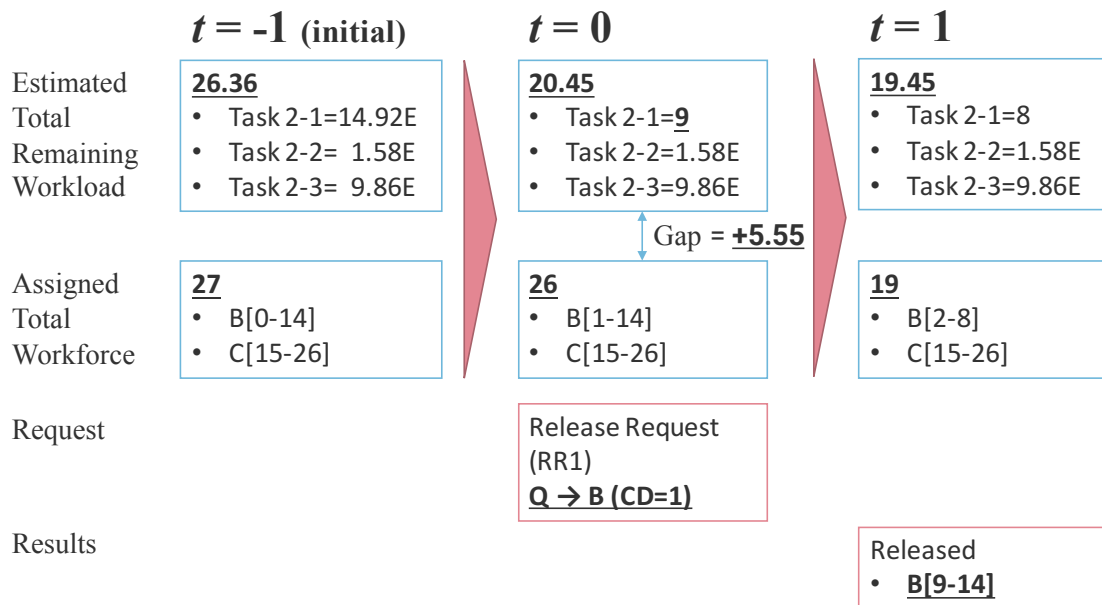 t = -1 (initial)
t = 0
t = 1
Estimated
Total
Remaining
Workload
26.36
• Task 2-1=14.92E
• Task 2-2= 1.58E
• Task 2-3= 9.86E
20.45
• Task 2-1=9
• Task 2-2=1.58E
• Task 2-3=9.86E
19.45
• Task 2-1=8
• Task 2-2=1.58E
• Task 2-3=9.86E
Gap = +5.55
Assigned
Total
Workforce
27
• B[0-14]
• C[15-26]
26
• B[1-14]
• C[15-26]
19
• B[2-8]
• C[15-26]
Request
Release Request
(RR1)
Q → B (CD=1)
Results
Released
• B[9-14]